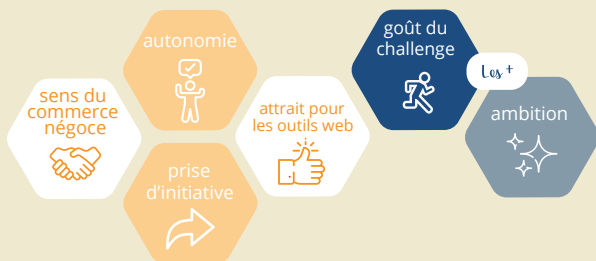 sens du
commerce
négoce
autonomie
prise
d'initiative
attrait pour
les outils web
goût du
challenge
Les +
ambition